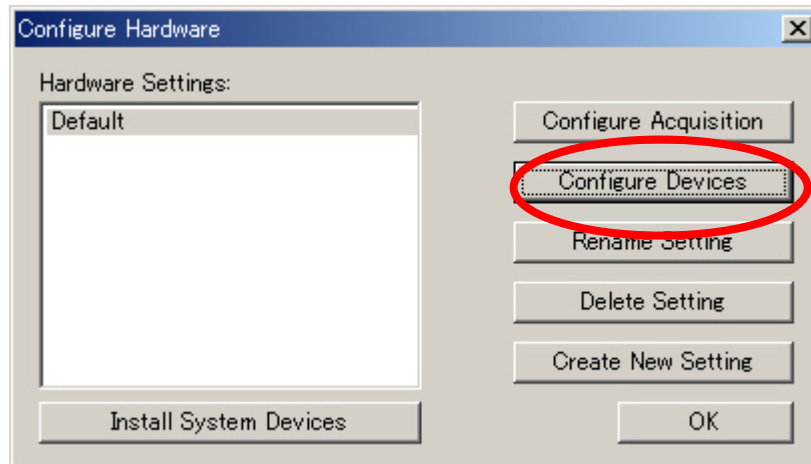 Configure Hardware
Hardware Settings:
Default
Configure Acquisition
Configure Devices
Rename Setting
Delete Setting
Create New Setting
Install System Devices
OK